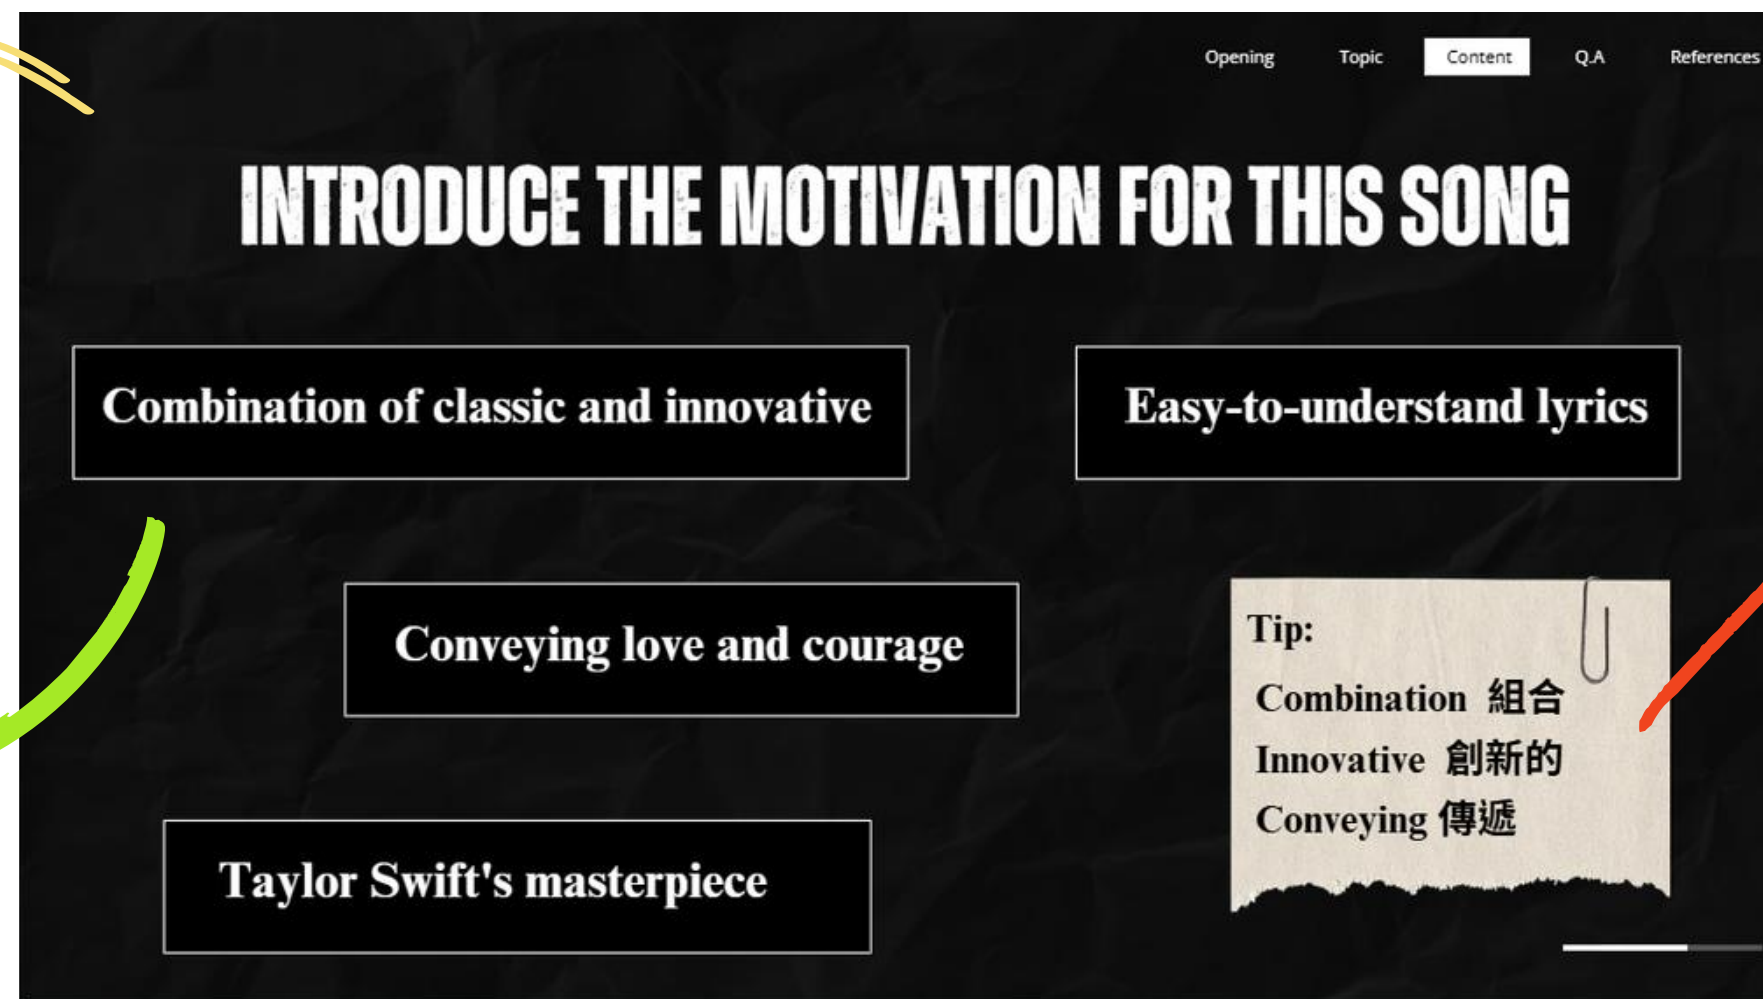 Opening Topic Content Q.A References
INTRODUCE THE MOTIVATION FOR THIS SONG
Combination of classic and innovative
Easy-to-understand lyrics
Conveying love and courage
Taylor Swift's masterpiece
Tip:
Combination 組合
Innovative 創新的
Conveying 傳遞